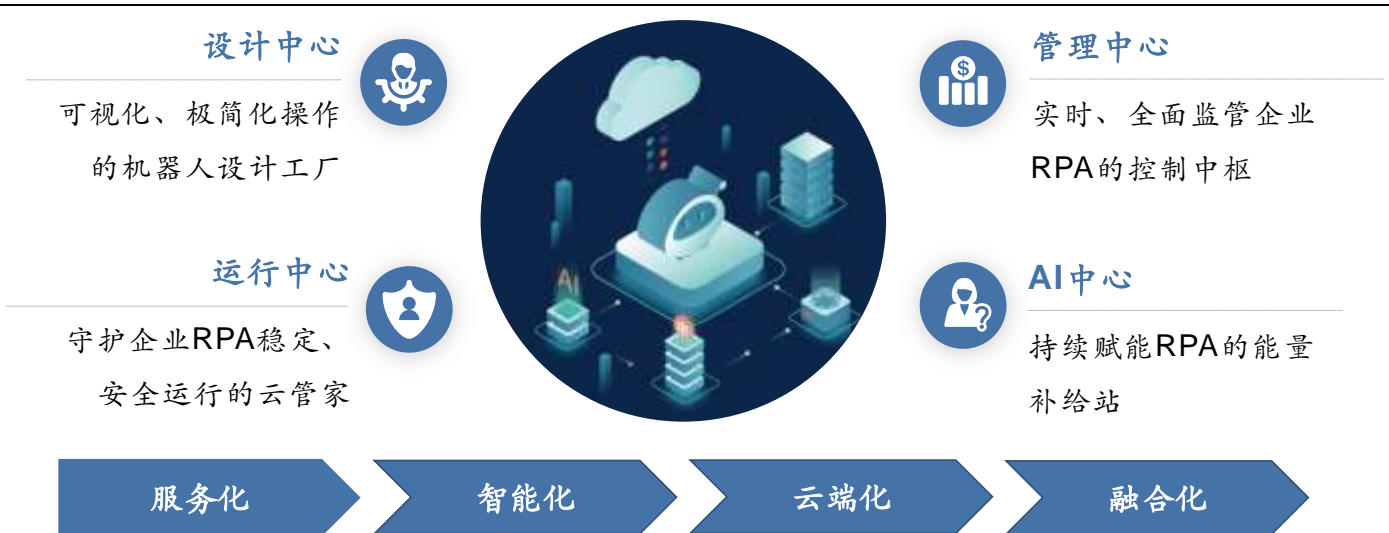 设计中心
可视化、极简化操作
的机器人设计工厂
管理中心
实时、全面监管企业
RPA的控制中枢
运行中心
守护企业RPA稳定、
安全运行的云管家
AI中心
持续赋能RPA的能量
补给站
AI
服务化
智能化
云端化
融合化